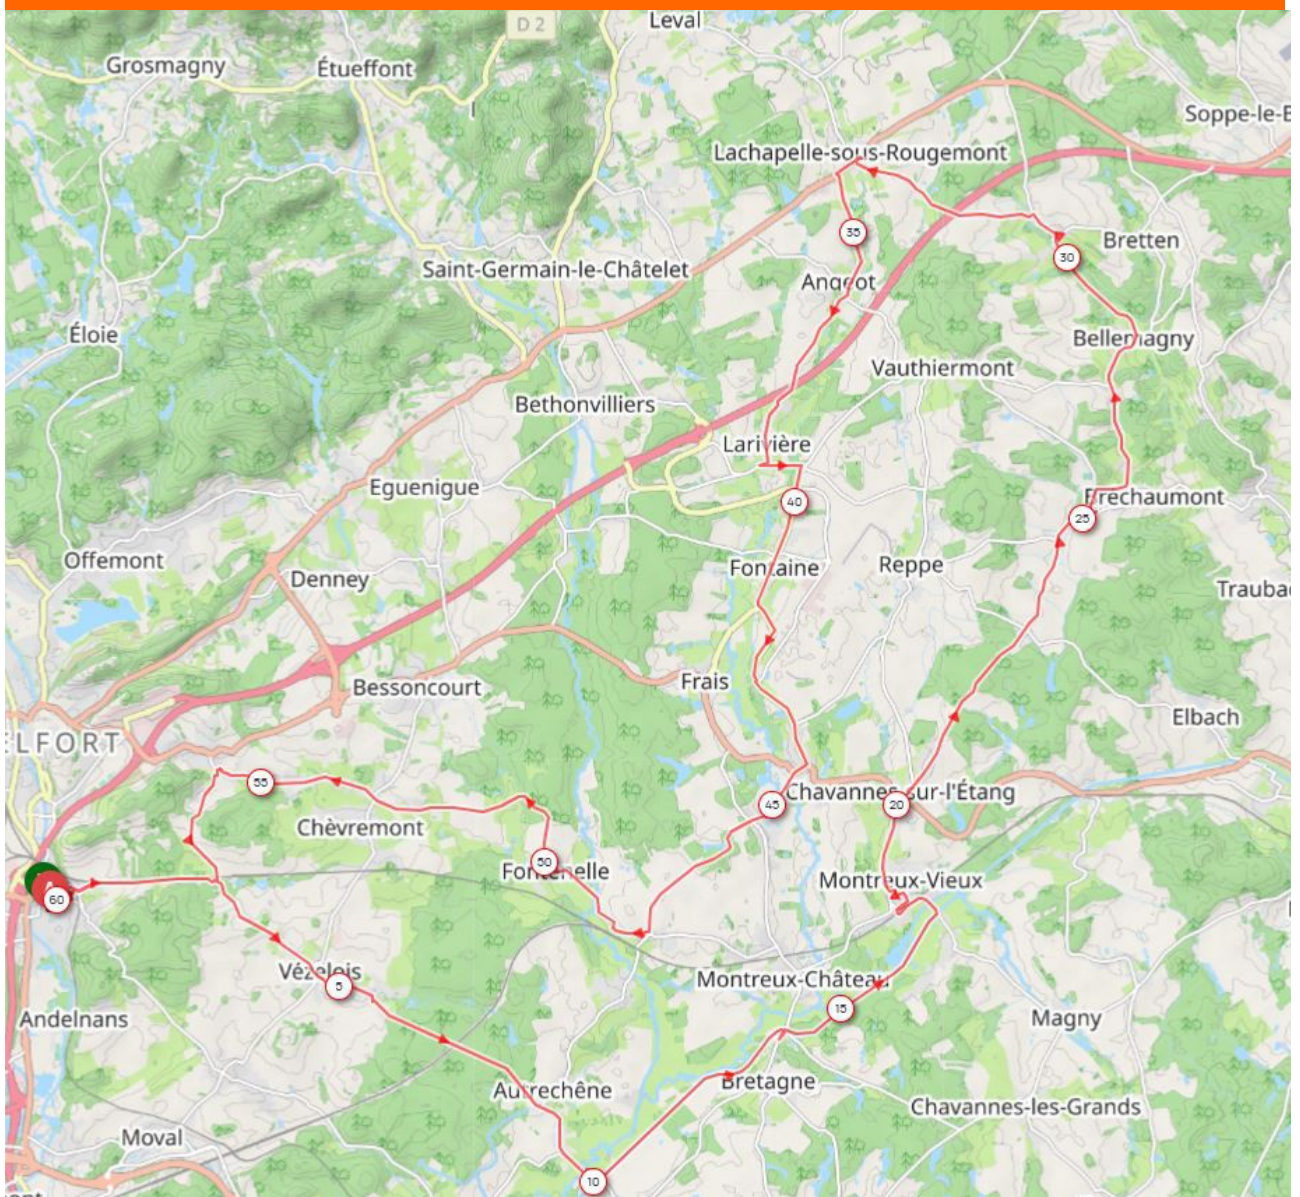 Leval
D 2
Grosmagny
Étueffont
Soppe-le-B
Lachapelle-sous-Rougemont
35
Bretten
30
Saint-Germain-le-Châtelet
Angeot
Éloie
Bellemagny
Vauthiermont
Bethonvilliers
Larivière
Eguenigue
40
Bréchaumont
25
Offemont
Denney
Fontaine
Reppe
Trauba
Frais
Bessoncourt
Elbach
ELFORT
55
45
Chavannes-sur-l'Étang
20
Chèvremont
50
Fontenelle
Montreux-Vieux
60
Vézelois
5
Montreux-Château
15
Andelnans
Magny
Autrechêne
Bretagne
Chavannes-les-Grands
Moval
10